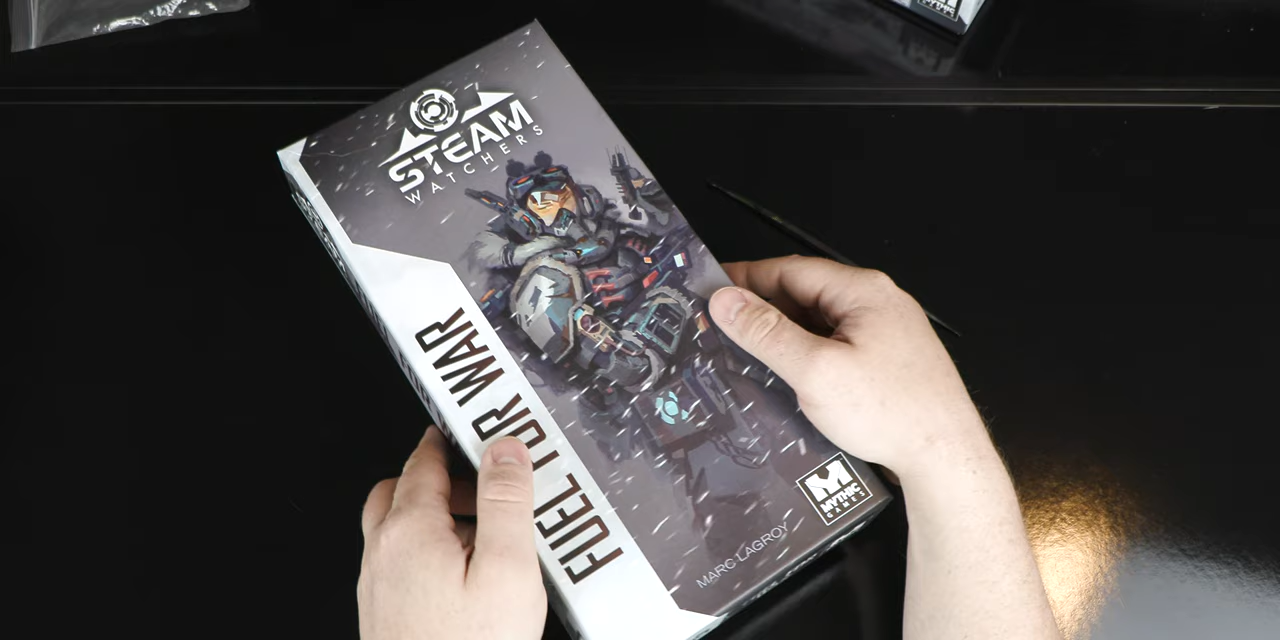 STEAM
WATCHERS
FUEL FOR WAR
MARC LAGROY
MYTHIC
GAMES